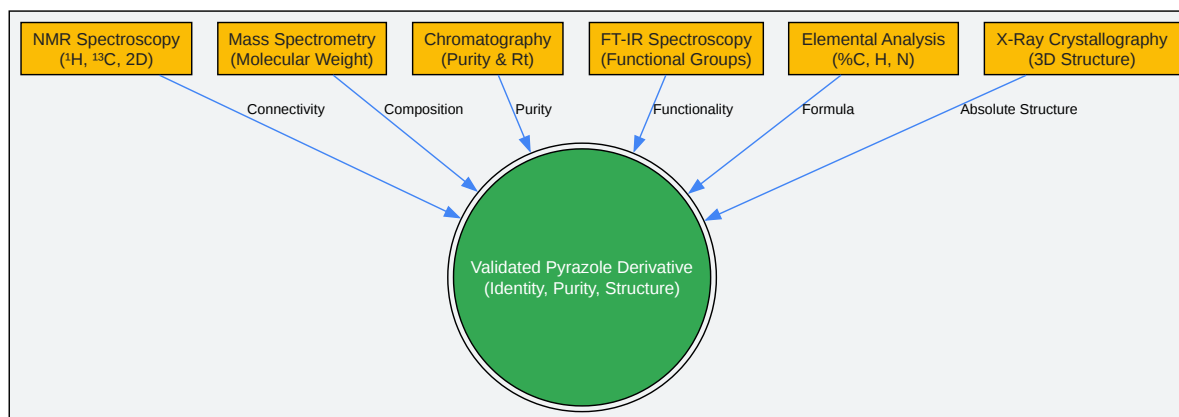 NMR Spectroscopy
(¹H, ¹³C, 2D)
Mass Spectrometry
(Molecular Weight)
Chromatography
(Purity & Rt)
FT-IR Spectroscopy
(Functional Groups)
Elemental Analysis
(%C, H, N)
X-Ray Crystallography
(3D Structure)
Connectivity
Composition
Purity
Functionality
Formula
Absolute Structure
Validated Pyrazole Derivative
(Identity, Purity, Structure)